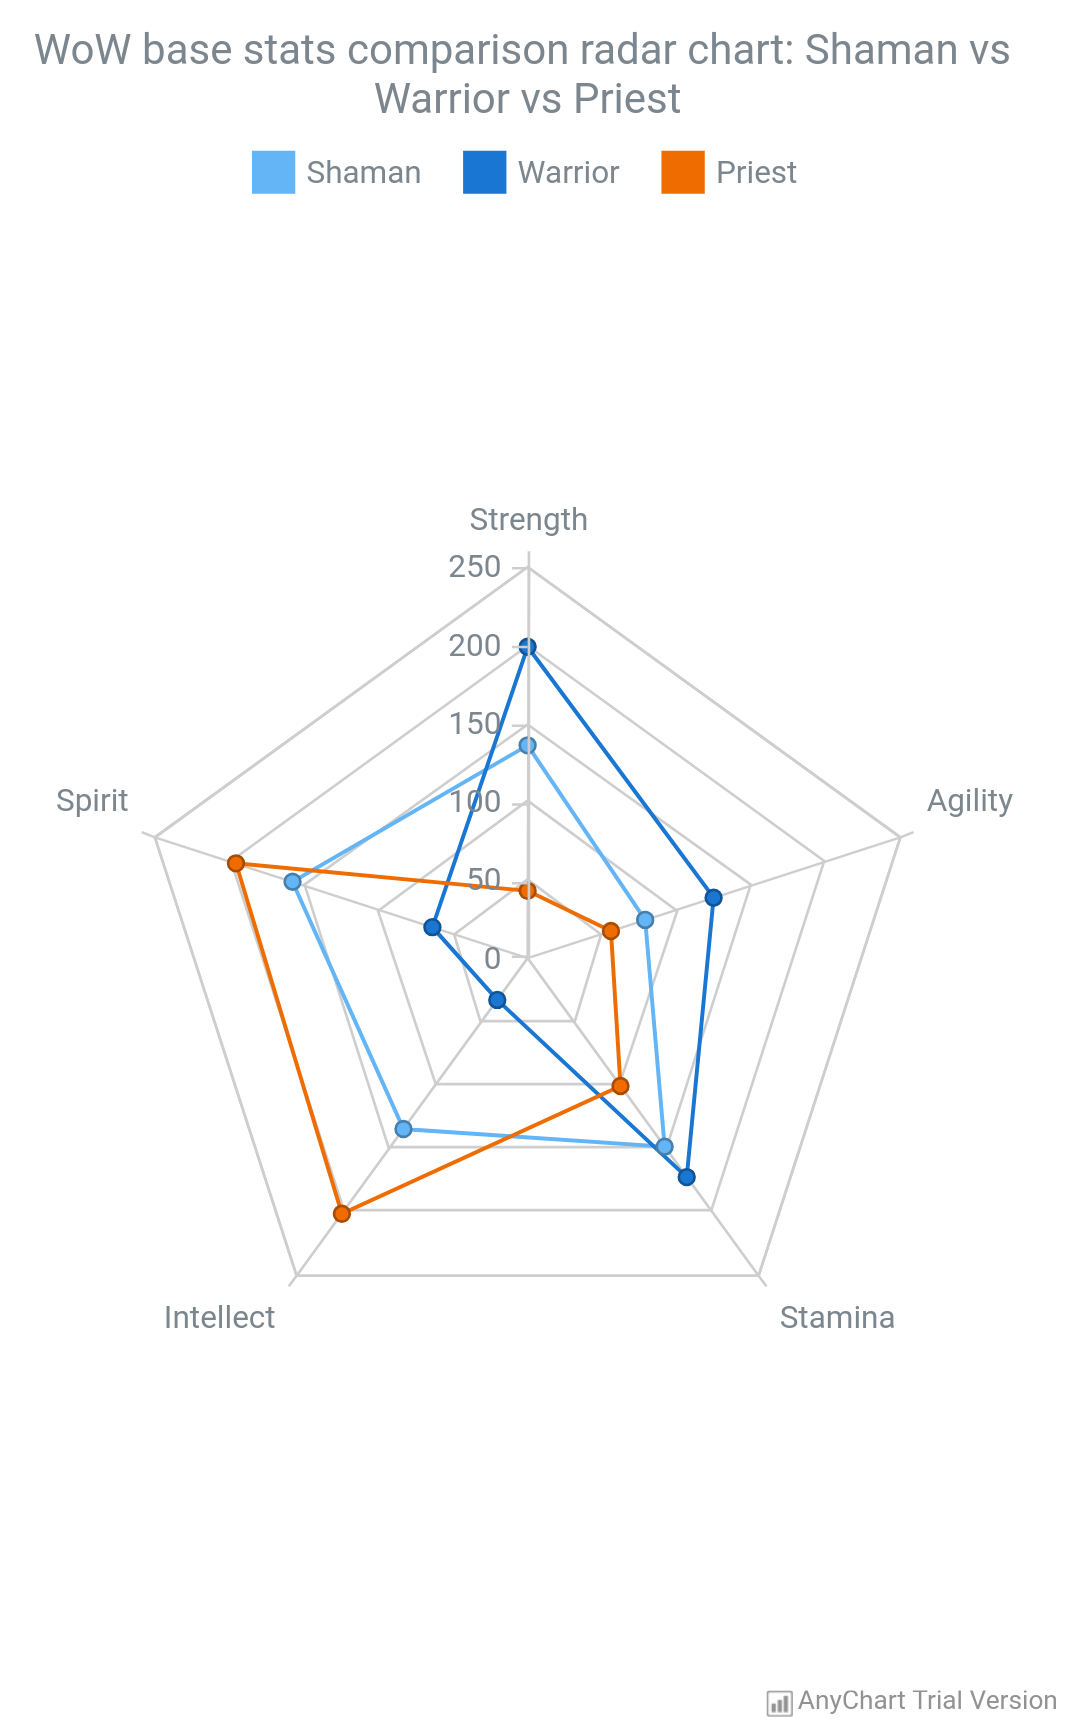 WoW base stats comparison radar chart: Shaman vs
Warrior vs Priest
Shaman Warrior Priest
Strength
250
200
150
Spirit
100
Agility
50
0
Intellect
Stamina
AnyChart Trial Version